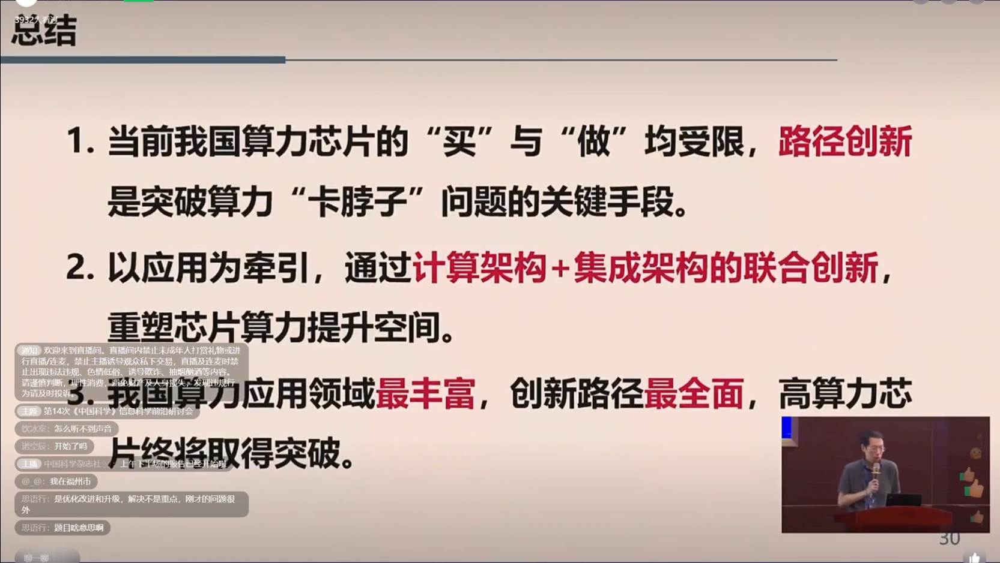 3932人看过
总结
1. 当前我国算力芯片的“买”与“做”均受限，路径创新
是突破算力“卡脖子”问题的关键手段。
2. 以应用为牵引，通过计算架构+集成架构的联合创新，
重塑芯片算力提升空间。
3. 我国算力应用领域最丰富，创新路径最全面，高算力芯
片终将取得突破。
通知 欢迎来到直播间。直播间内禁止未成年人打赏礼物或进
行直播/连麦，禁止主播诱导观众私下交易，直播及连麦时禁
止出现违法违规、色情低俗、诱导欺诈、抽烟酗酒等内容。
请谨慎判断，理性消费，避免财产及人身损失，发现违规行
为请及时投诉。
主题 第14次《中国科学》信息科学前沿研讨会
饮冰室：怎么听不到声音
诺空辰：开始了吗
主播 中国科学杂志社 ：上午下半场的报告已经开始啦
@_@：我在福州市
思语行：是优化改进和升级，解决不是重点，刚才的问题很
外
思语行：题目啥意思啊
聊一聊
30